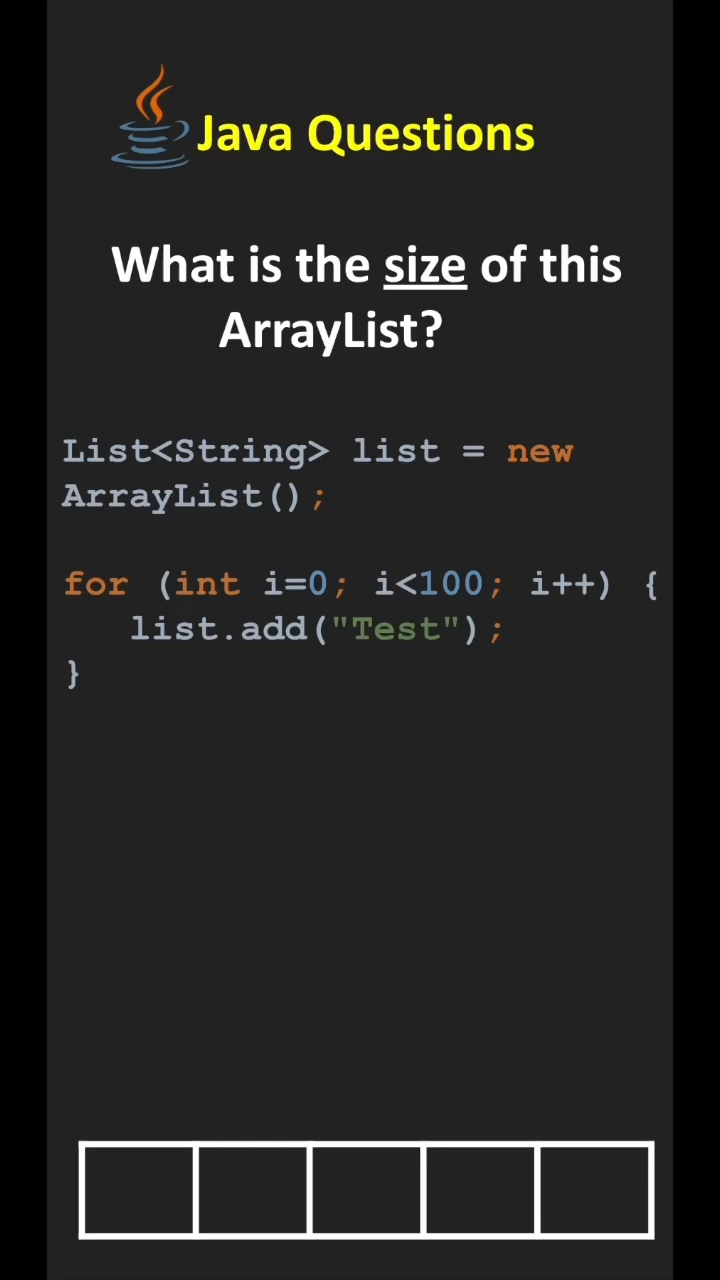 Java Questions
What is the size of this
ArrayList?
List<String> list = new
ArrayList();
for (int i=0; i<100; i++) {
   list.add("Test");
}